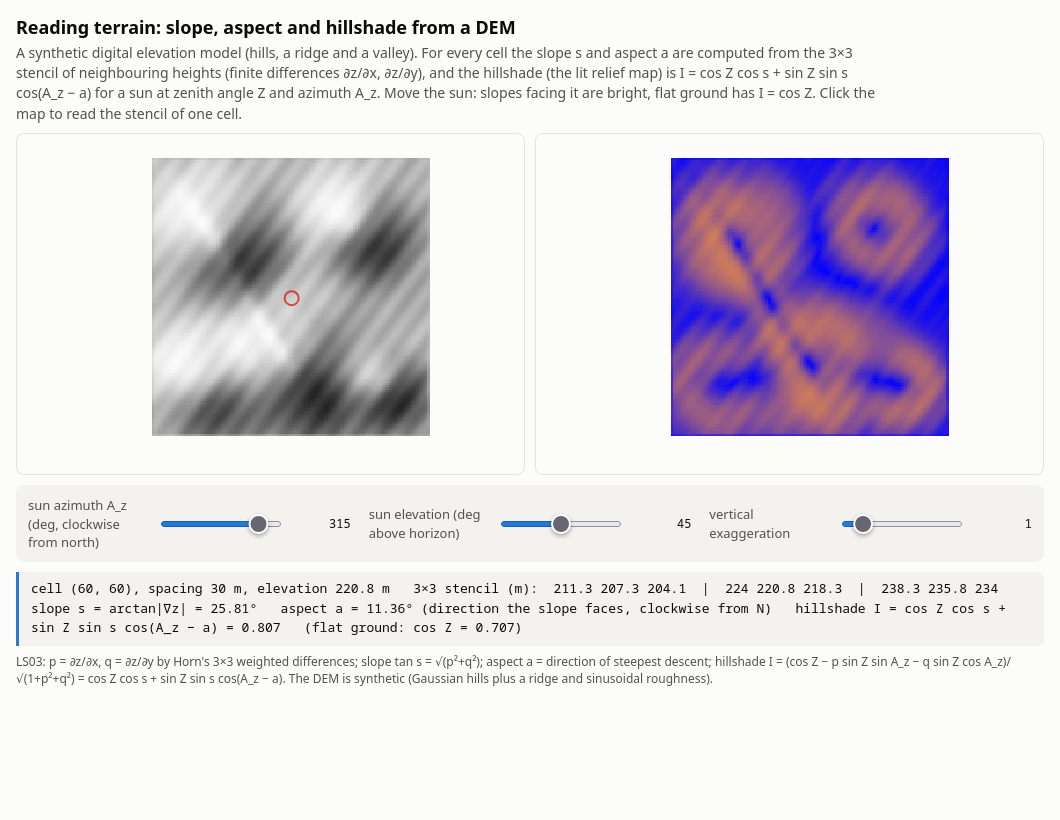 Reading terrain: slope, aspect and hillshade from a DEM
A synthetic digital elevation model (hills, a ridge and a valley). For every cell the slope s and aspect a are computed from the 3×3
stencil of neighbouring heights (finite differences ∂z/∂x, ∂z/∂y), and the hillshade (the lit relief map) is I = cos Z cos s + sin Z sin s
cos(A_z − a) for a sun at zenith angle Z and azimuth A_z. Move the sun: slopes facing it are bright, flat ground has I = cos Z. Click the
map to read the stencil of one cell.
sun azimuth A_z
(deg, clockwise
from north)
315
sun elevation (deg
above horizon)
45
vertical
exaggeration
1
cell (60, 60), spacing 30 m, elevation 220.8 m   3×3 stencil (m):  211.3 207.3 204.1  |  224 220.8 218.3  |  238.3 235.8 234
slope s = arctan|∇z| = 25.81°   aspect a = 11.36° (direction the slope faces, clockwise from N)   hillshade I = cos Z cos s +
sin Z sin s cos(A_z − a) = 0.807   (flat ground: cos Z = 0.707)
LS03: p = ∂z/∂x, q = ∂z/∂y by Horn's 3×3 weighted differences; slope tan s = √(p²+q²); aspect a = direction of steepest descent; hillshade I = (cos Z − p sin Z sin A_z − q sin Z cos A_z)/
√(1+p²+q²) = cos Z cos s + sin Z sin s cos(A_z − a). The DEM is synthetic (Gaussian hills plus a ridge and sinusoidal roughness).